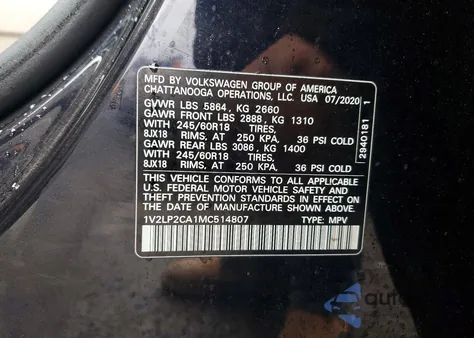 MFD BY VOLKSWAGEN GROUP OF AMERICA
CHATTANOOGA OPERATIONS, LLC. USA 07/2020
GVWR LBS 5864, KG 2660
GAWR FRONT LBS 2888, KG 1310
WITH 245/60R18 TIRES,
8JX18 RIMS, AT 250 KPA, 36 PSI COLD
GAWR REAR LBS 3086, KG 1400
WITH 245/60R18 TIRES,
8JX18 RIMS, AT 250 KPA, 36 PSI COLD
THIS VEHICLE CONFORMS TO ALL APPLICABLE
FEDERAL MOTOR VEHICLE SAFETY AND
THEFT PREVENTION STANDARDS IN EFFECT ON
THE DATE OF MANUFACTURE SHOWN ABOVE.
1V2LP2CA1MC514807 TYPE: MPV
2940181 1